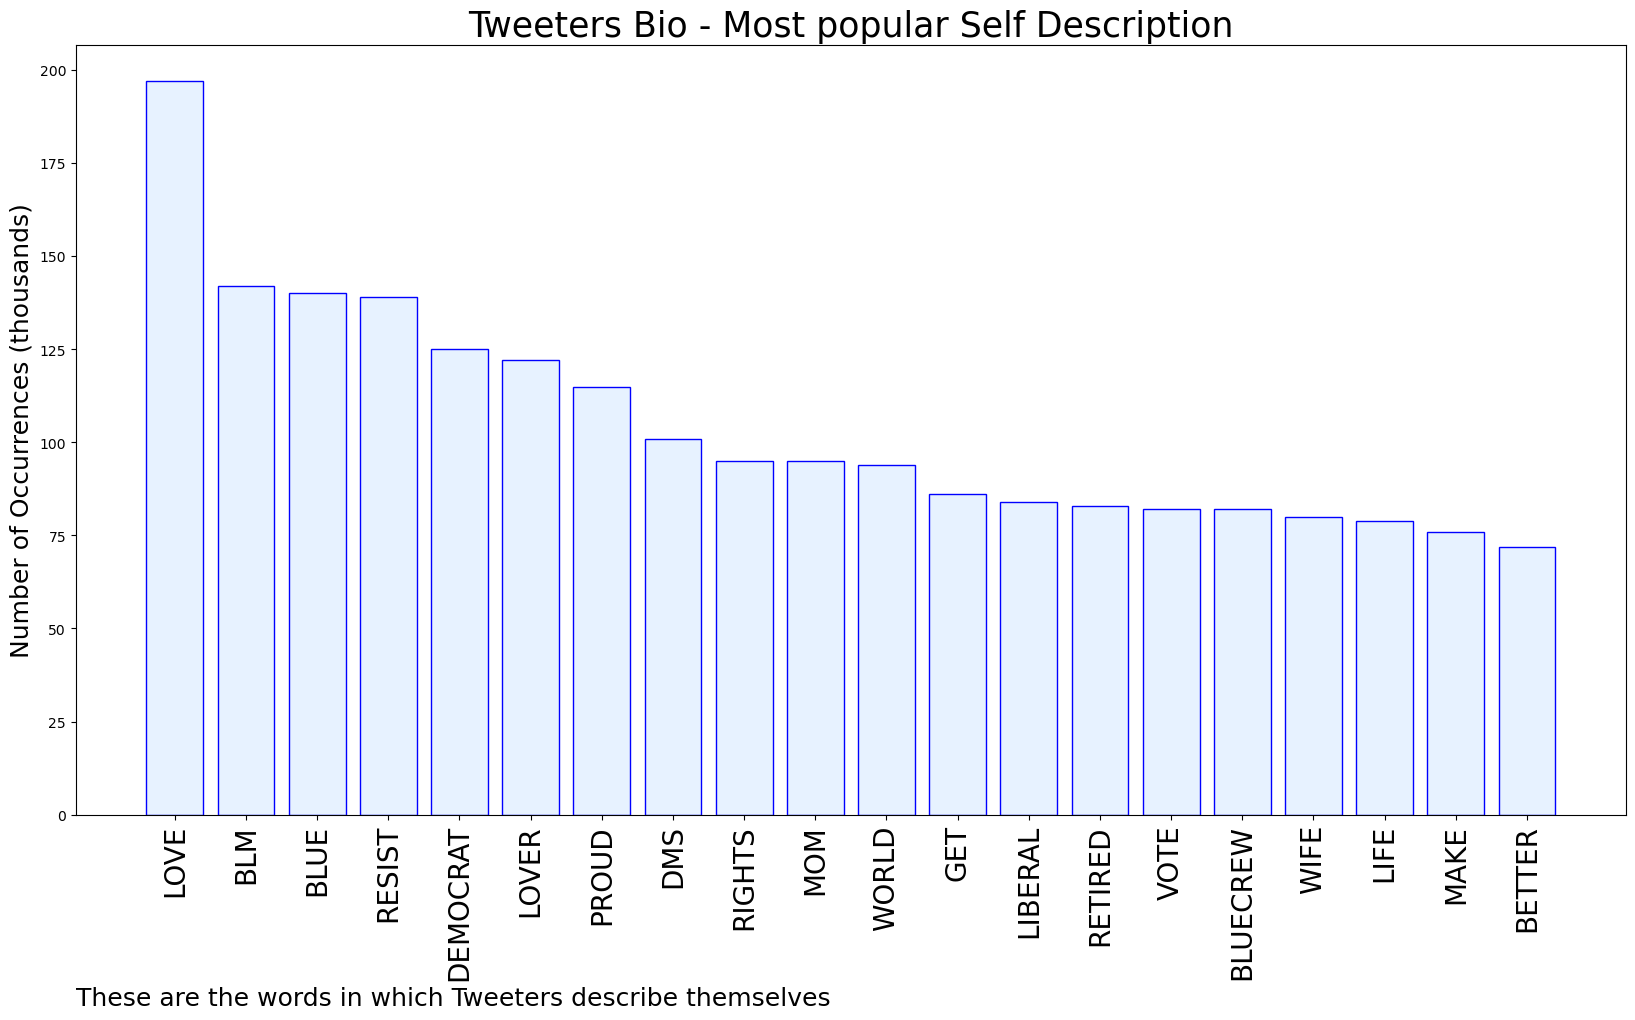 Tweeters Bio - Most popular Self Description
Number of Occurrences (thousands)
200
175
150
125
100
75
50
25
0
LOVE
BLM
BLUE
RESIST
DEMOCRAT
LOVER
PROUD
DMS
RIGHTS
MOM
WORLD
GET
LIBERAL
RETIRED
VOTE
BLUECREW
WIFE
LIFE
MAKE
BETTER
These are the words in which Tweeters describe themselves